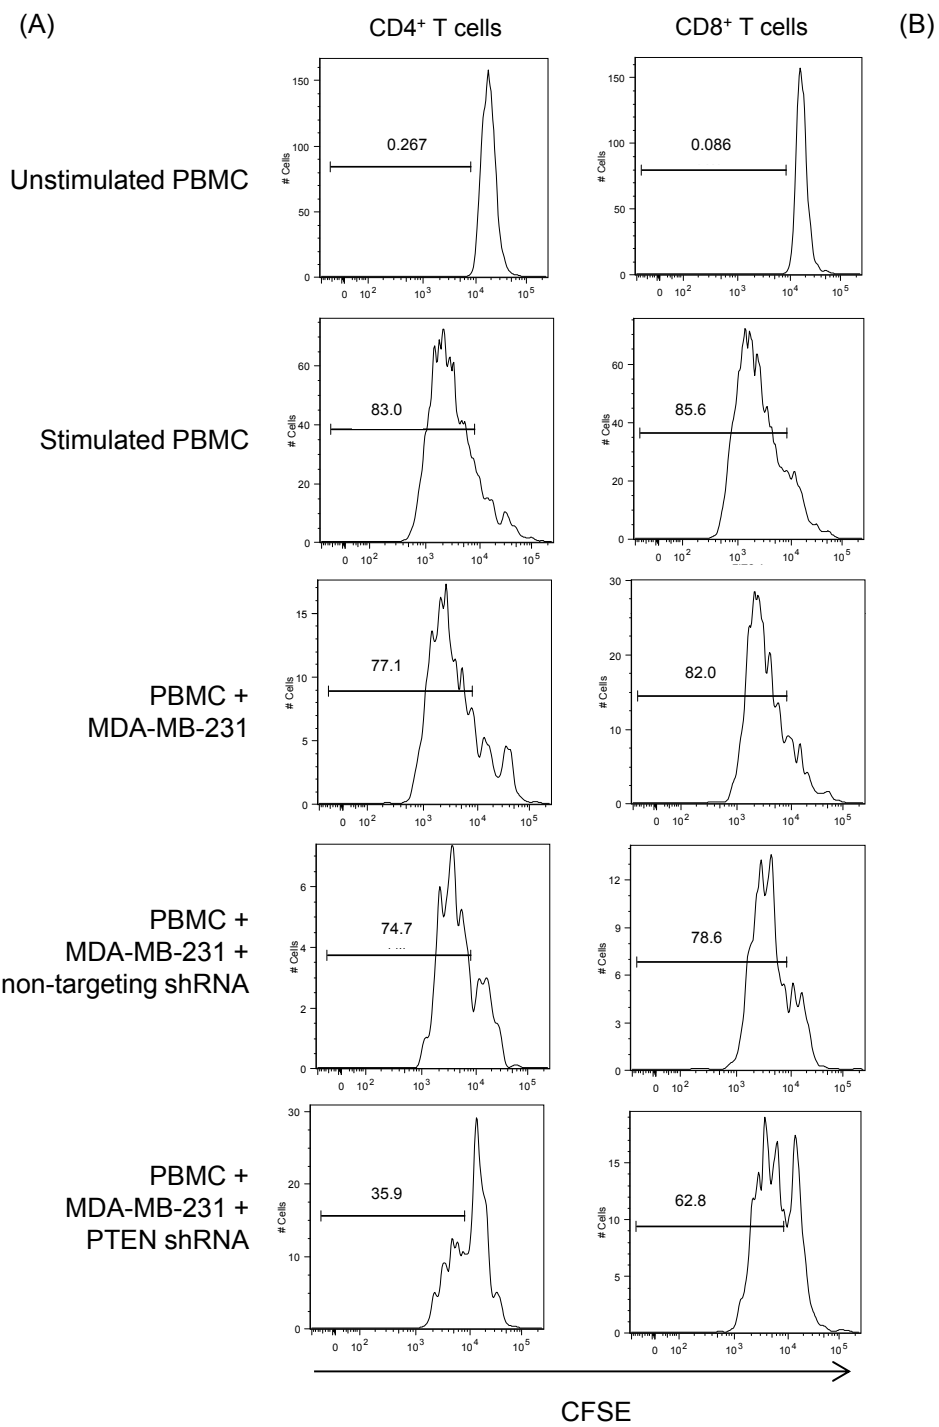 (A)
CD4⁺ T cells
CD8⁺ T cells
(B)
Unstimulated PBMC
# Cells
150
100
50
0
0.267
0 10² 10³ 10⁴ 10⁵
# Cells
150
100
50
0
0.086
0 10² 10³ 10⁴ 10⁵
Stimulated PBMC
# Cells
60
40
20
0
83.0
0 10² 10³ 10⁴ 10⁵
# Cells
60
40
20
0
85.6
0 10² 10³ 10⁴ 10⁵
PBMC +
MDA-MB-231
# Cells
15
10
5
0
77.1
0 10² 10³ 10⁴ 10⁵
# Cells
30
20
10
0
82.0
0 10² 10³ 10⁴ 10⁵
PBMC +
MDA-MB-231 +
non-targeting shRNA
# Cells
6
4
2
0
74.7
0 10² 10³ 10⁴ 10⁵
# Cells
12
9
6
3
0
78.6
0 10² 10³ 10⁴ 10⁵
PBMC +
MDA-MB-231 +
PTEN shRNA
# Cells
30
20
10
0
35.9
0 10² 10³ 10⁴ 10⁵
# Cells
15
10
5
0
62.8
0 10² 10³ 10⁴ 10⁵
CFSE